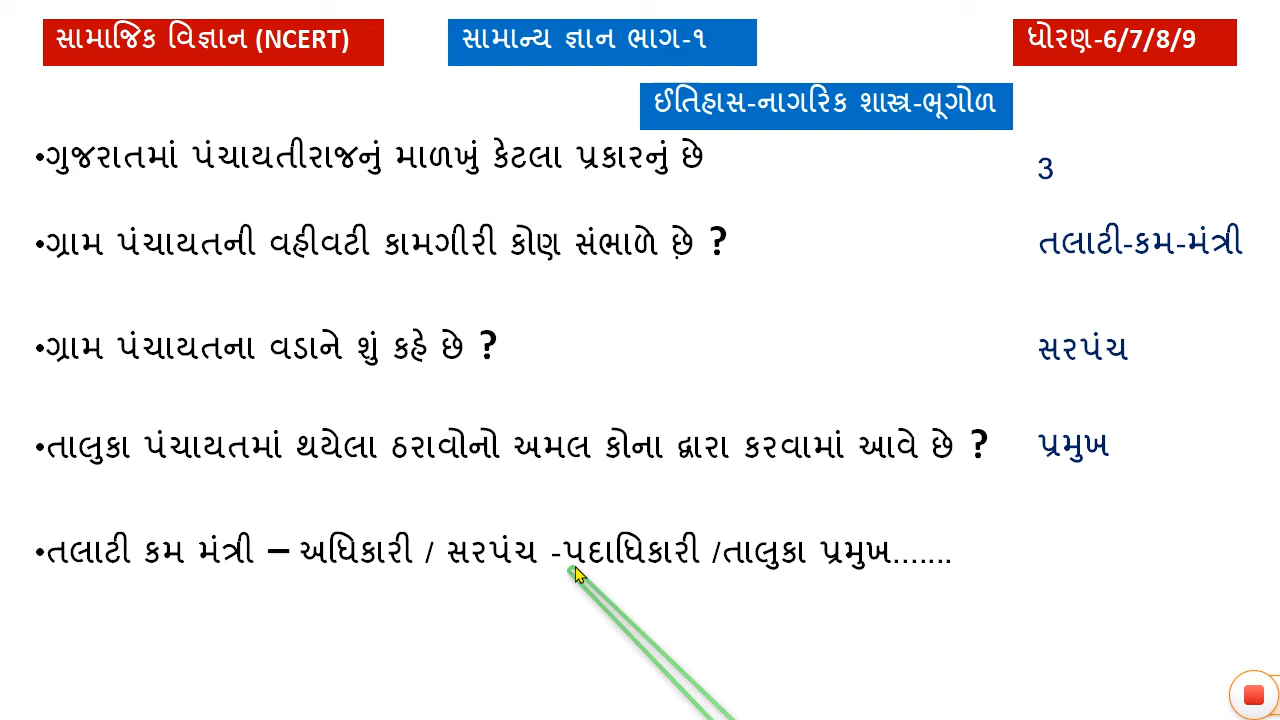 સામાજિક વિજ્ઞાન (NCERT)
સામાન્ય જ્ઞાન ભાગ-૧
ધોરણ-6/7/8/9
ઈતિહાસ-નાગરિક શાસ્ત્ર-ભૂગોળ
•ગુજરાતમાં પંચાયતીરાજનું માળખું કેટલા પ્રકારનું છે
3
•ગ્રામ પંચાયતની વહીવટી કામગીરી કોણ સંભાળે છે ?
તલાટી-કમ-મંત્રી
•ગ્રામ પંચાયતના વડાને શું કહે છે ?
સરપંચ
•તાલુકા પંચાયતમાં થયેલા ઠરાવોનો અમલ કોના દ્વારા કરવામાં આવે છે ?
પ્રમુખ
•તલાટી કમ મંત્રી – અધિકારી / સરપંચ -પદાધિકારી /તાલુકા પ્રમુખ.......